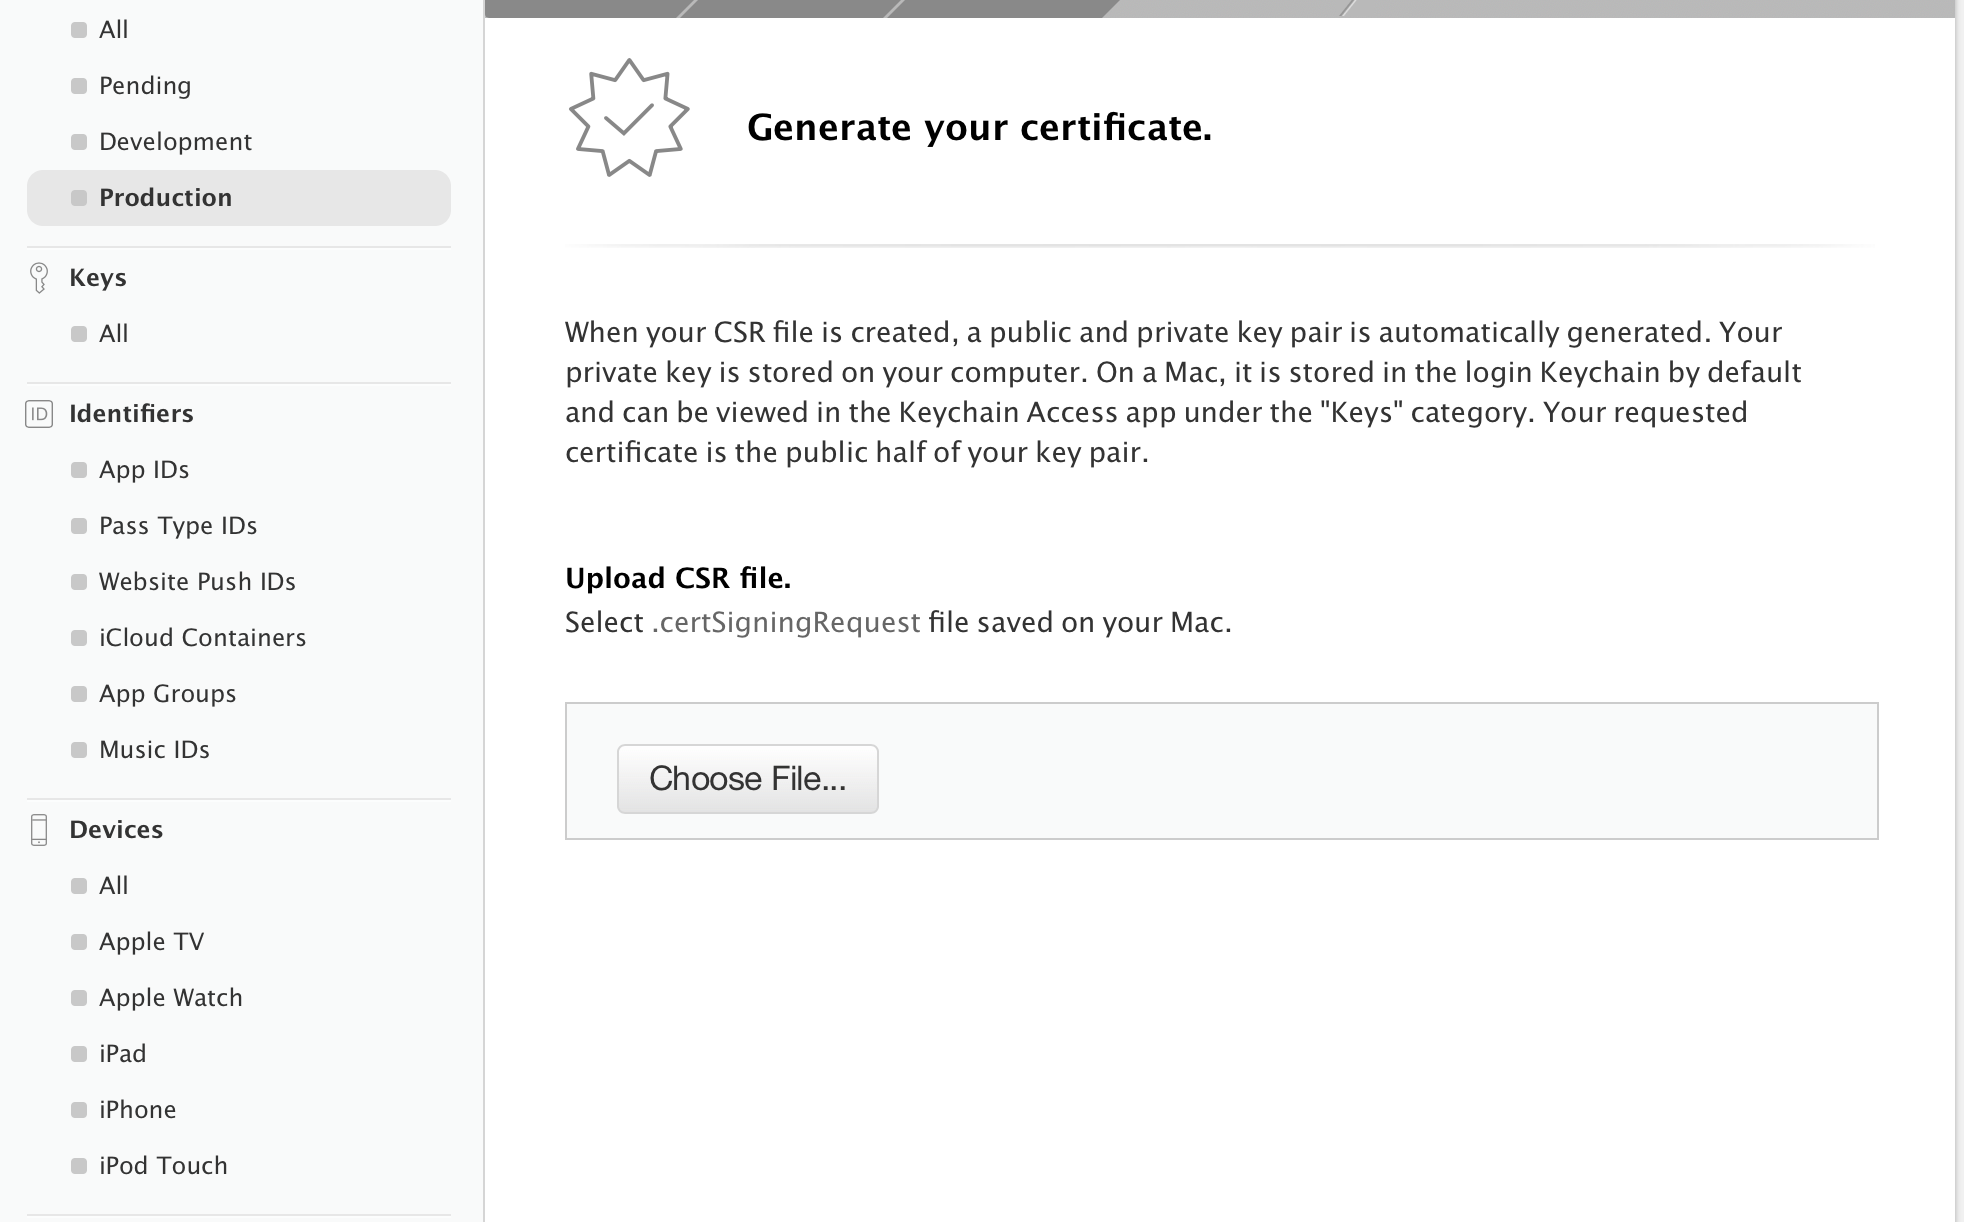 All
Pending
Development
Production
Keys
All
ID Identifiers
App IDs
Pass Type IDs
Website Push IDs
iCloud Containers
App Groups
Music IDs
Devices
All
Apple TV
Apple Watch
iPad
iPhone
iPod Touch
Generate your certificate.
When your CSR file is created, a public and private key pair is automatically generated. Your
private key is stored on your computer. On a Mac, it is stored in the login Keychain by default
and can be viewed in the Keychain Access app under the "Keys" category. Your requested
certificate is the public half of your key pair.
Upload CSR file.
Select .certSigningRequest file saved on your Mac.
Choose File...